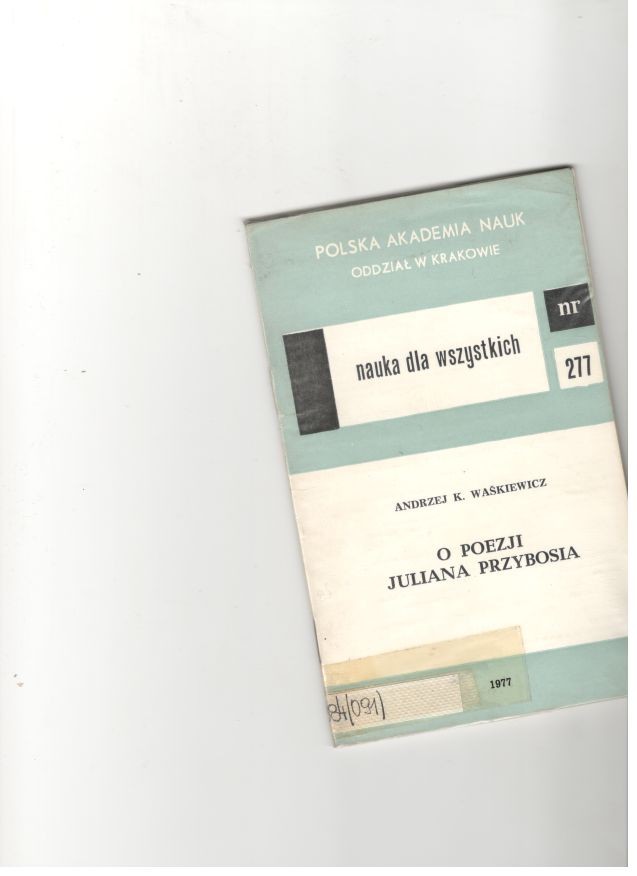 POLSKA AKADEMIA NAUK
ODDZIAŁ W KRAKOWIE
nr
nauka dla wszystkich
277
ANDRZEJ K. WAŚKIEWICZ
O POEZJI
JULIANA PRZYBOSIA
1977
84(091)